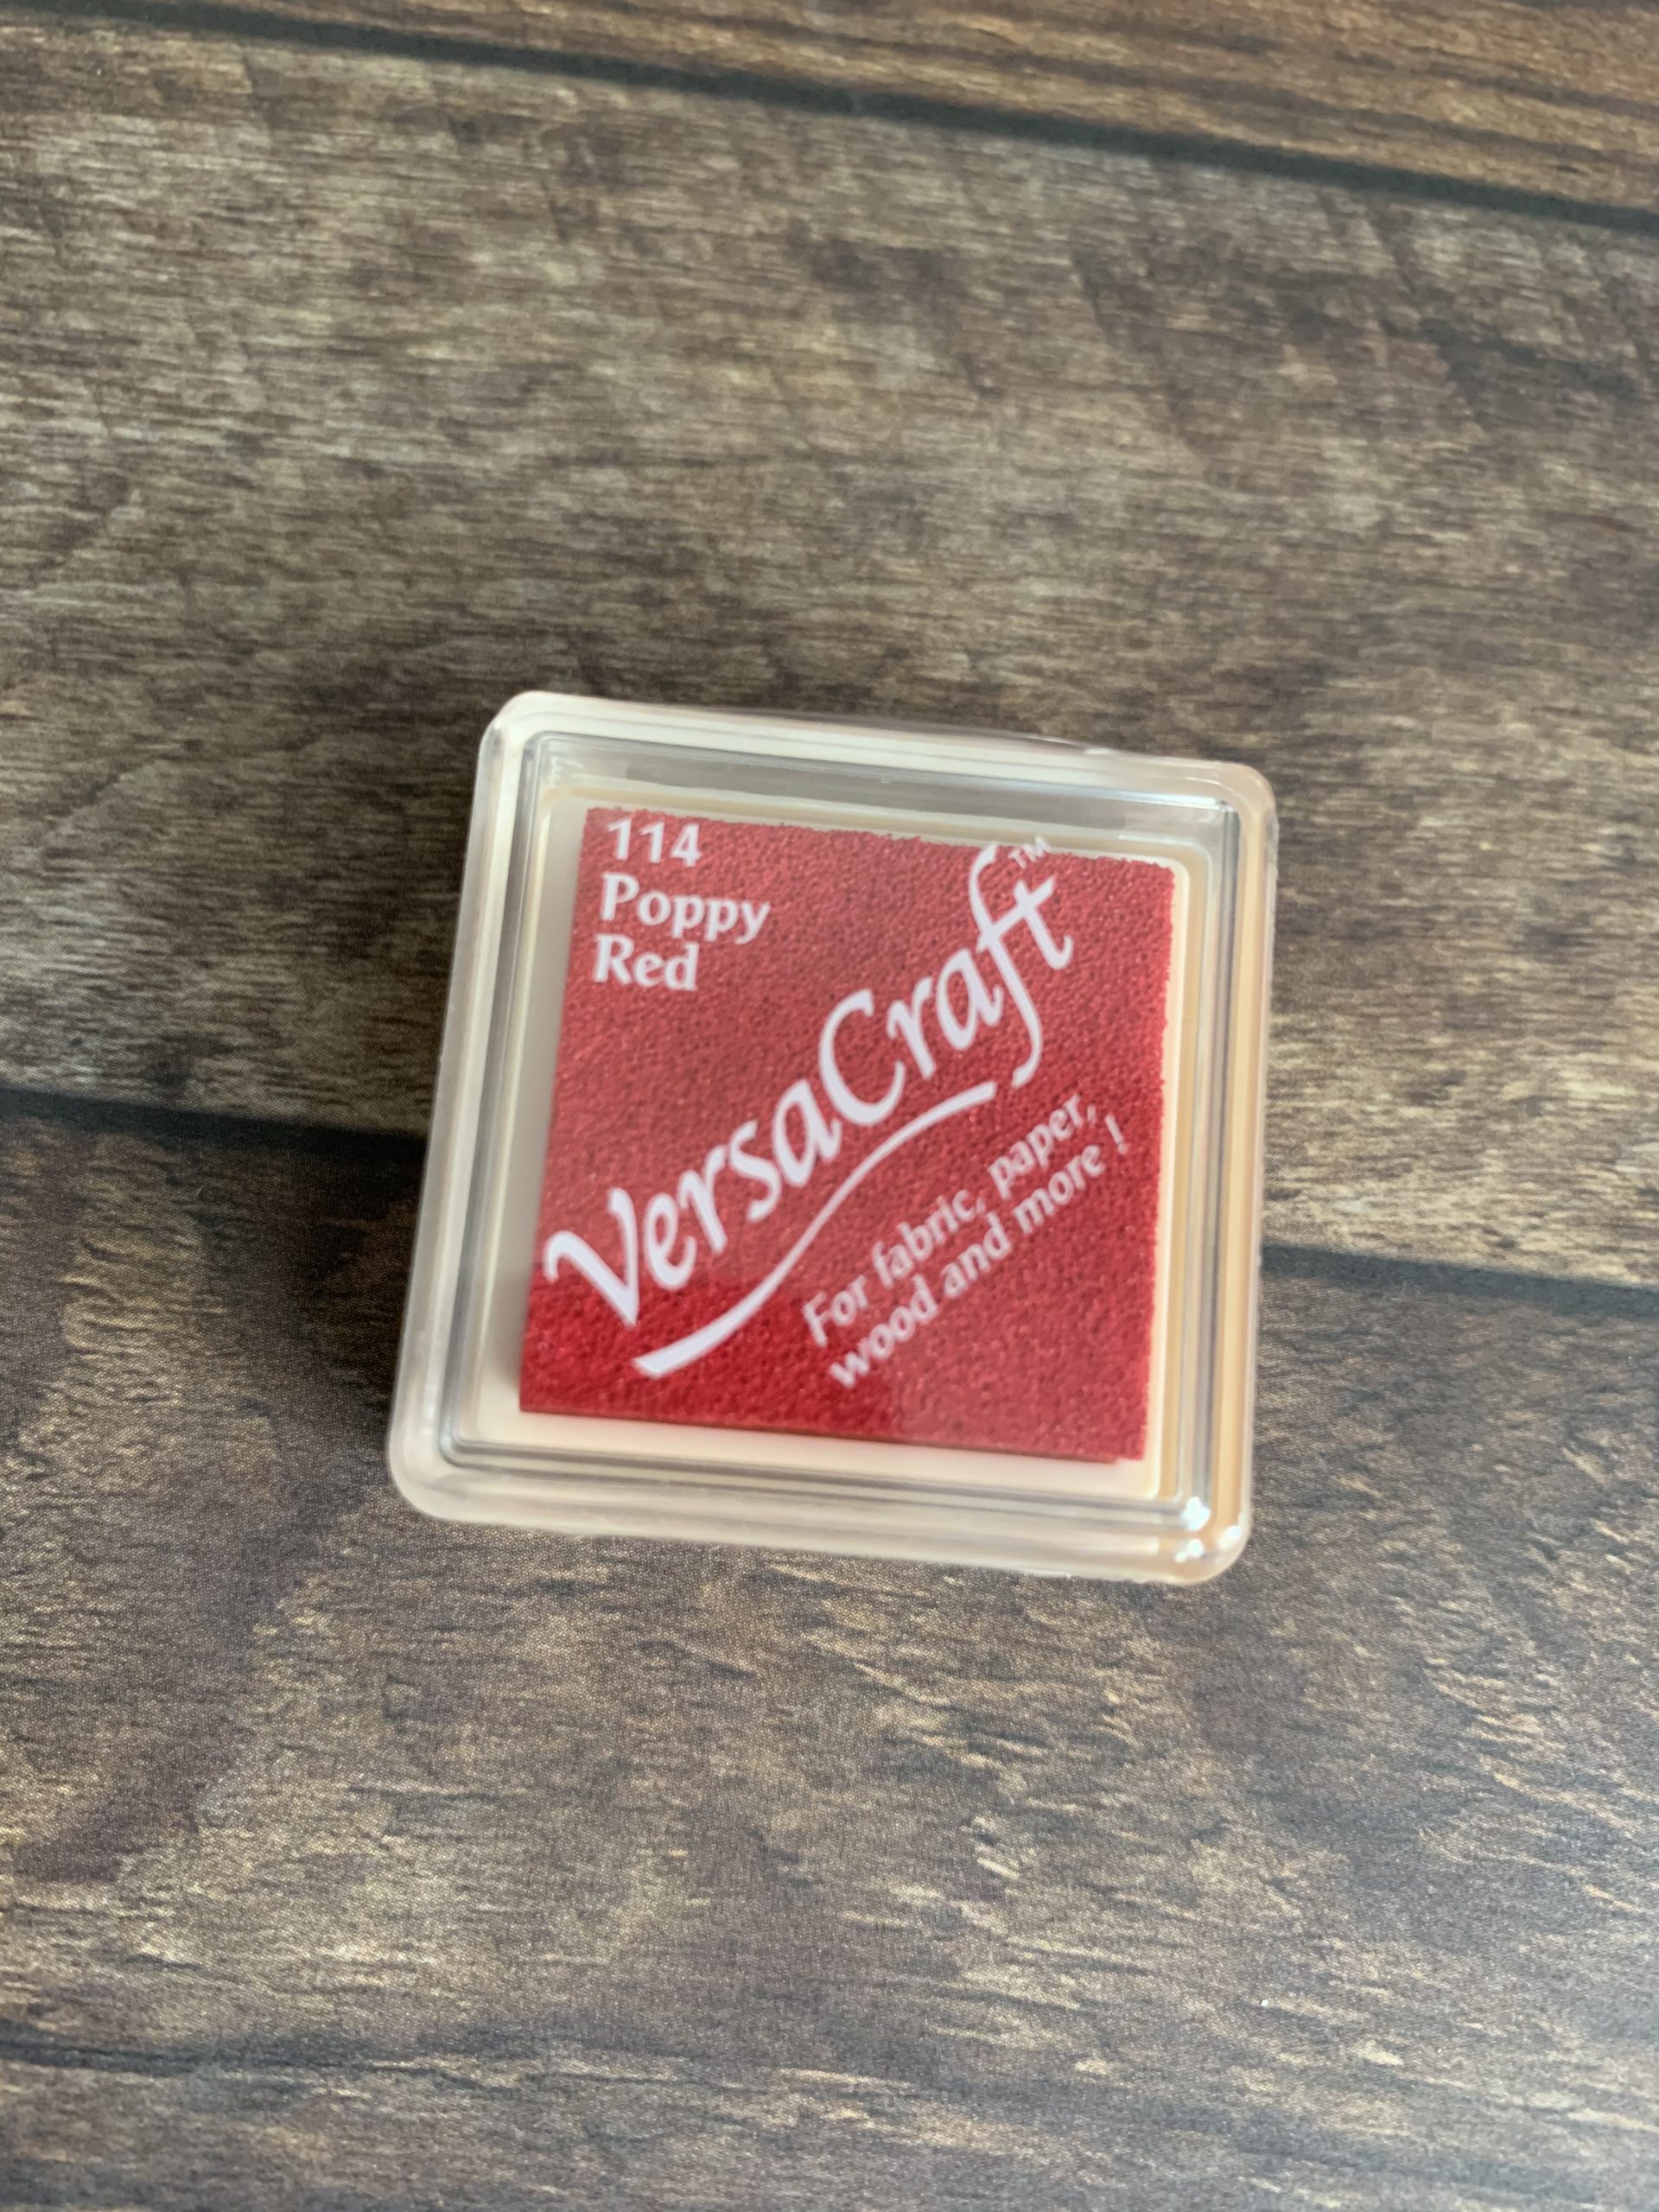 114
Poppy
Red
VersaCraft™
For fabric, paper,
wood and more !